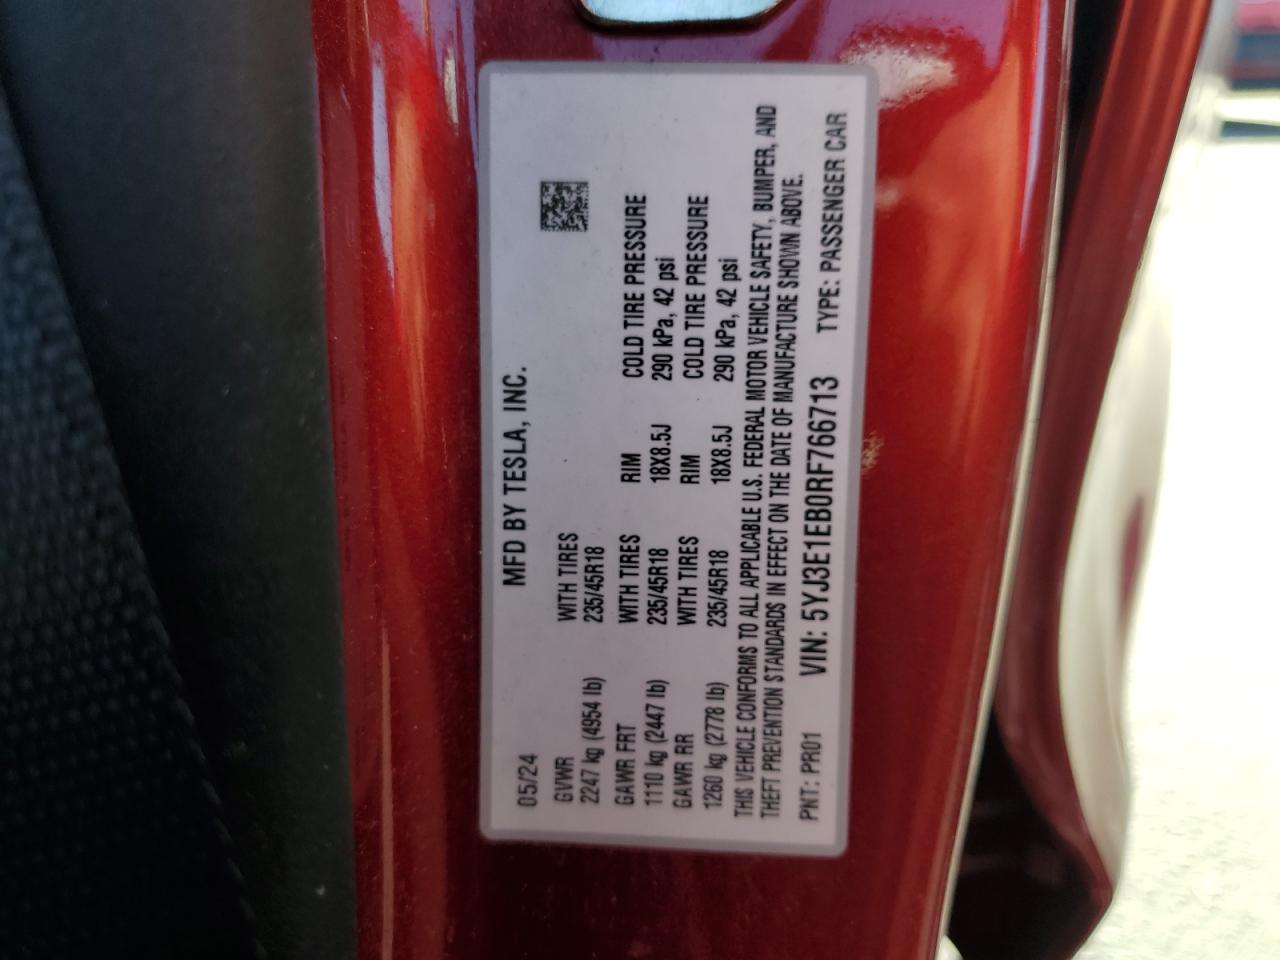 05/24 MFD BY TESLA, INC.
GVWR WITH TIRES
2247 kg (4954 lb) 235/45R18
GAWR FRT WITH TIRES RIM COLD TIRE PRESSURE
1110 kg (2447 lb) 235/45R18 18X8.5J 290 kPa, 42 psi
GAWR RR WITH TIRES RIM COLD TIRE PRESSURE
1260 kg (2778 lb) 235/45R18 18X8.5J 290 kPa, 42 psi
THIS VEHICLE CONFORMS TO ALL APPLICABLE U.S. FEDERAL MOTOR VEHICLE SAFETY, BUMPER, AND
THEFT PREVENTION STANDARDS IN EFFECT ON THE DATE OF MANUFACTURE SHOWN ABOVE.
PNT: PR01 VIN: 5YJ3E1EB0RF766713 TYPE: PASSENGER CAR